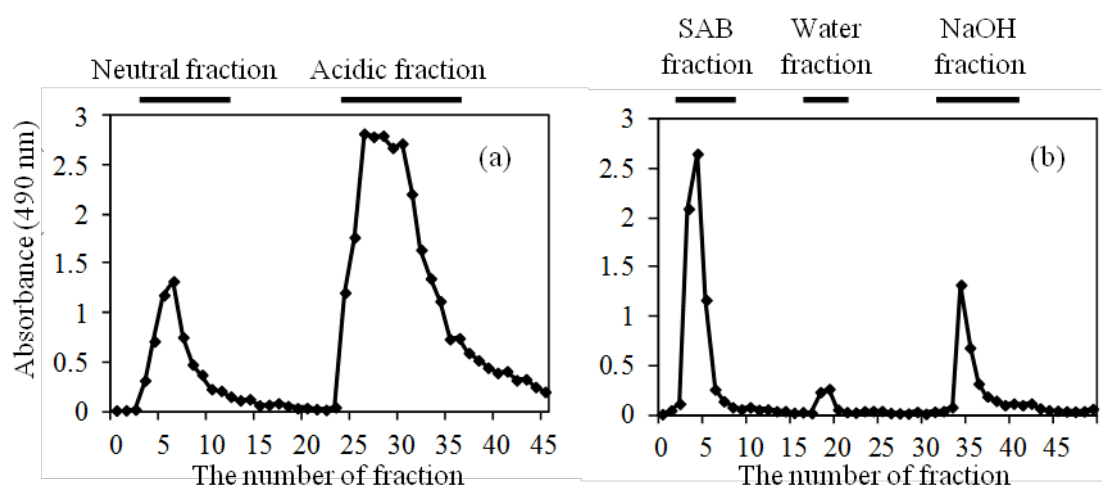 Neutral fraction Acidic fraction
Absorbance (490 nm)
3
2.5
2
1.5
1
0.5
0
(a)
0 5 10 15 20 25 30 35 40 45
The number of fraction
SAB fraction
Water fraction
NaOH fraction
3
2.5
2
1.5
1
0.5
0
(b)
0 5 10 15 20 25 30 35 40 45
The number of fraction